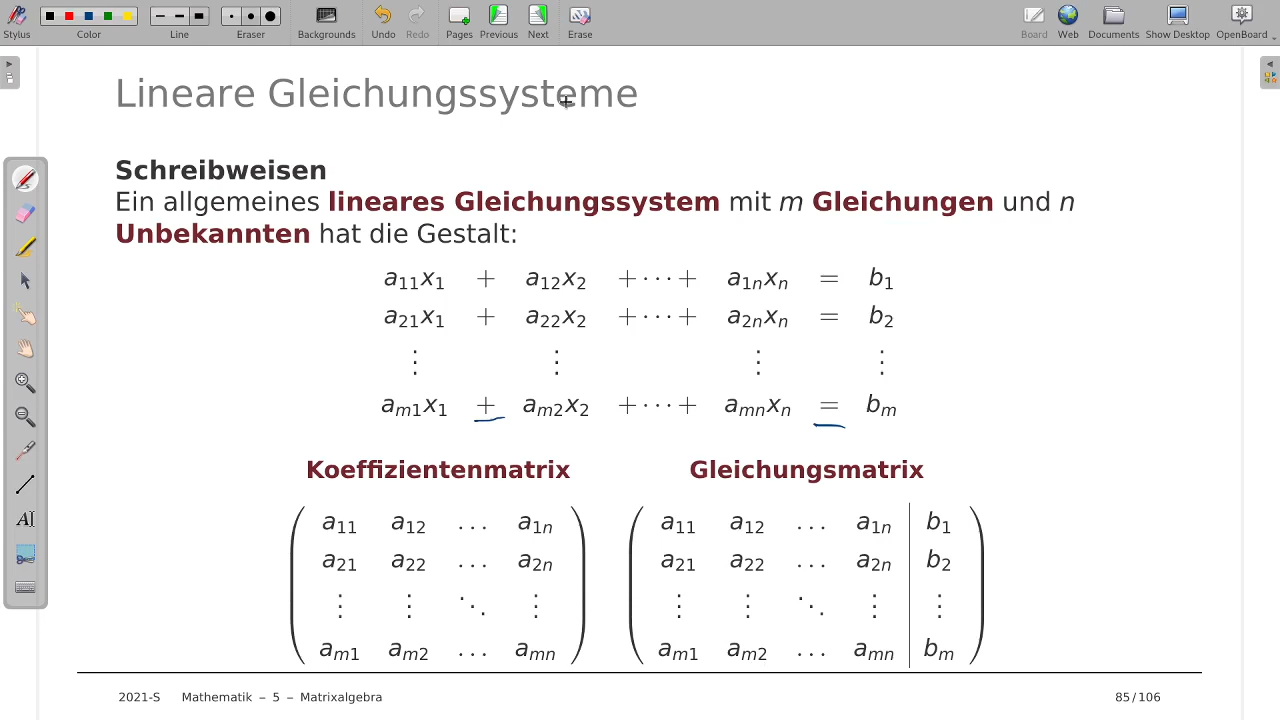 Stylus Color Line Eraser Backgrounds Undo Redo Pages Previous Next Erase Board Web Documents Show Desktop OpenBoard
Lineare Gleichungssysteme
Schreibweisen
Ein allgemeines lineares Gleichungssystem mit m Gleichungen und n
Unbekannten hat die Gestalt:
a₁₁x₁ + a₁₂x₂ +⋯+ a₁ₙxₙ = b₁
a₂₁x₁ + a₂₂x₂ +⋯+ a₂ₙxₙ = b₂
⋮ ⋮ ⋮ ⋮
aₘ₁x₁ + aₘ₂x₂ +⋯+ aₘₙxₙ = bₘ
Koeffizientenmatrix Gleichungsmatrix
a₁₁ a₁₂ … a₁ₙ a₁₁ a₁₂ … a₁ₙ | b₁
a₂₁ a₂₂ … a₂ₙ a₂₁ a₂₂ … a₂ₙ | b₂
⋮ ⋮ ⋱ ⋮ ⋮ ⋮ ⋱ ⋮ | ⋮
aₘ₁ aₘ₂ … aₘₙ aₘ₁ aₘ₂ … aₘₙ | bₘ
2021-S Mathematik – 5 – Matrixalgebra 85/106